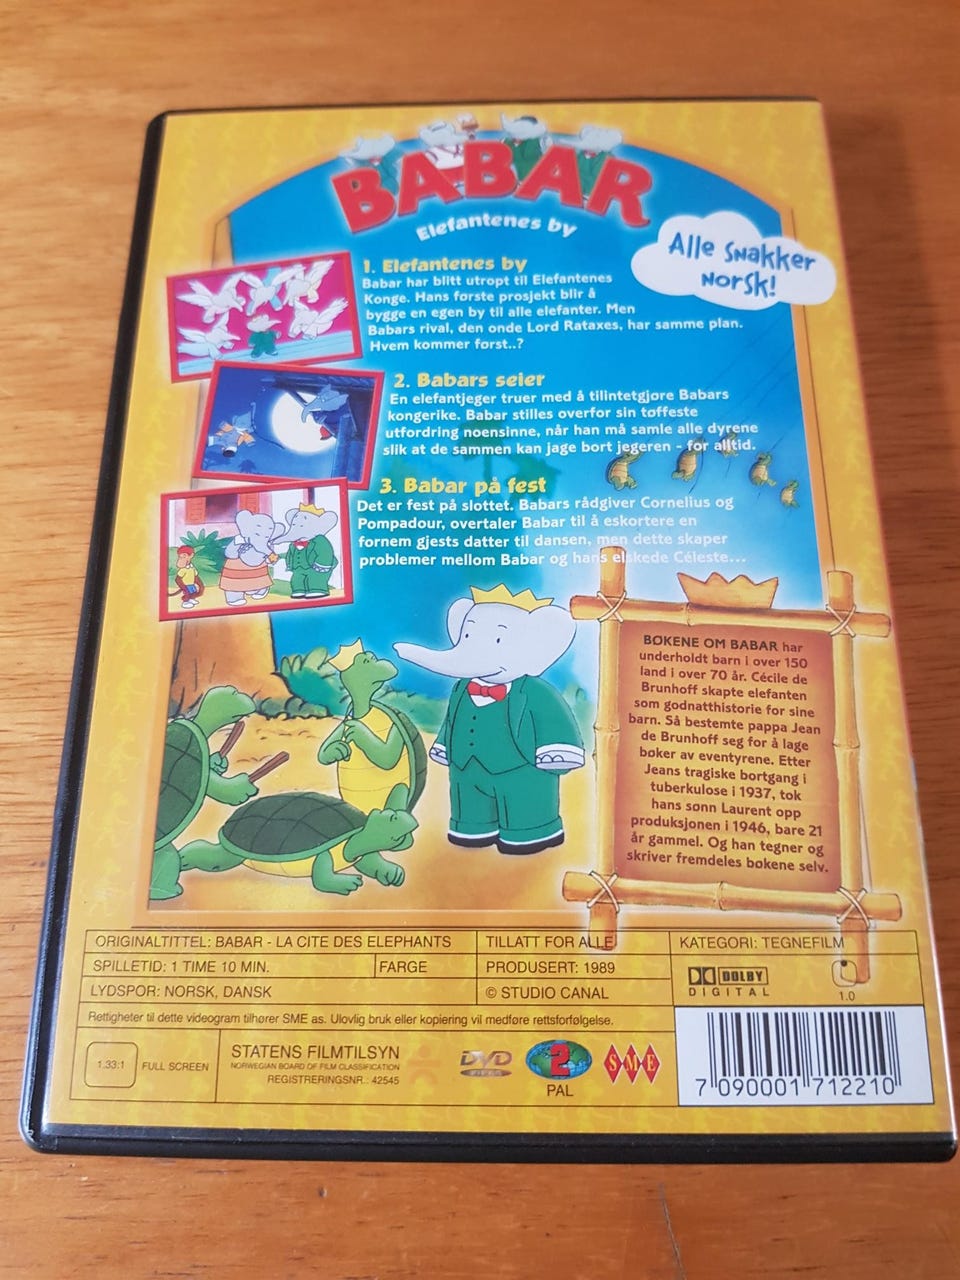 BABAR
Elefantenes by
Alle snakker
norsk!
1. Elefantenes by
Babar har blitt utropt til Elefantenes
Konge. Hans første prosjekt blir å
bygge en egen by til alle elefanter. Men
Babars rival, den onde Lord Rataxes, har samme plan.
Hvem kommer først..?
2. Babars seier
En elefantjeger truer med å tilintetgjøre Babars
kongerike. Babar stilles overfor sin tøffeste
utfordring noensinne, når han må samle alle dyrene
slik at de sammen kan jage bort jegeren - for alltid.
3. Babar på fest
Det er fest på slottet. Babars rådgiver Cornelius og
Pompadour, overtaler Babar til å eskortere en
fornem gjests datter til dansen, men dette skaper
problemer mellom Babar og hans elskede Céleste...
BØKENE OM BABAR har
underholdt barn i over 150
land i over 70 år. Cécile de
Brunhoff skapte elefanten
som godnatthistorie for sine
barn. Så bestemte pappa Jean
de Brunhoff seg for å lage
bøker av eventyrene. Etter
Jeans tragiske bortgang i
tuberkulose i 1937, tok
hans sønn Laurent opp
produksjonen i 1946, bare 21
år gammel. Og han tegner og
skriver fremdeles bøkene selv.
ORIGINALTITTEL: BABAR - LA CITE DES ELEPHANTS
TILLATT FOR ALLE
KATEGORI: TEGNEFILM
SPILLETID: 1 TIME 10 MIN.
FARGE
PRODUSERT: 1989
LYDSPOR: NORSK, DANSK
© STUDIO CANAL
DOLBY
DIGITAL
1.0
Rettigheter til dette videogram tilhører SME as. Ulovlig bruk eller kopiering vil medføre rettsforfølgelse.
1.33:1
FULL SCREEN
STATENS FILMTILSYN
NORWEGIAN BOARD OF FILM CLASSIFICATION
REGISTRERINGSNR.: 42545
DVD
VIDEO
2
PAL
SME
7 090001 712210